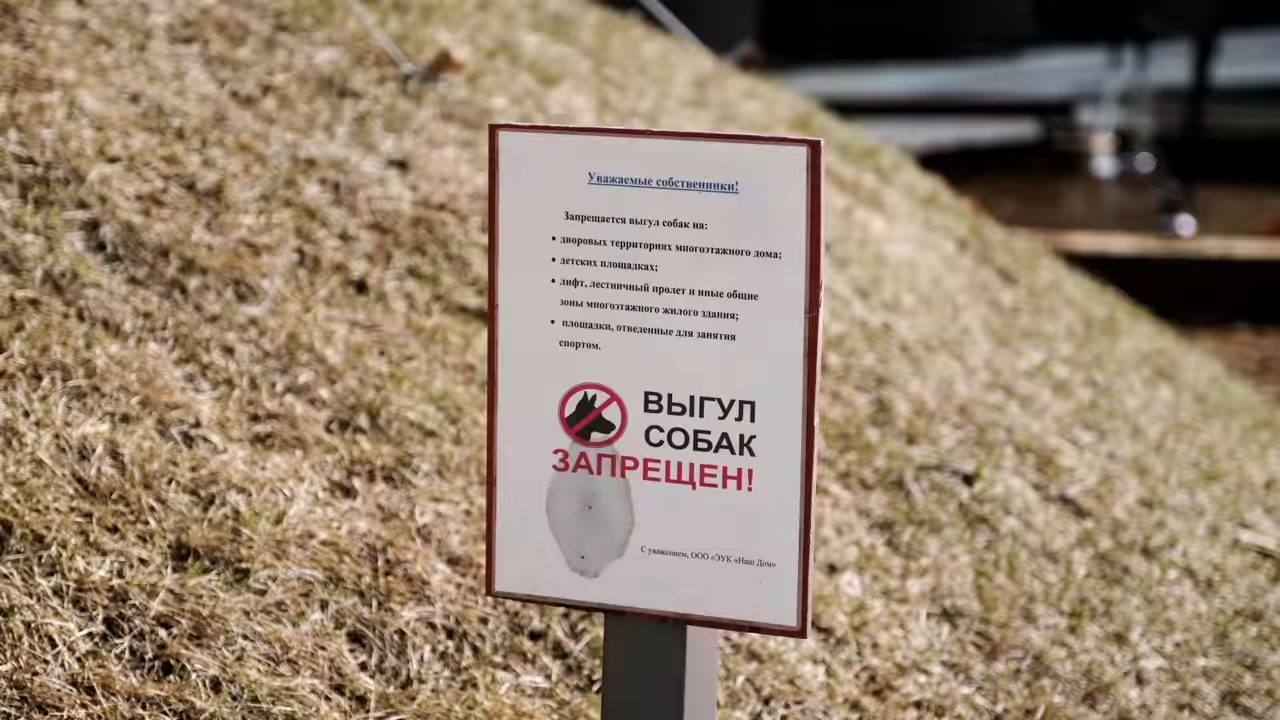 Уважаемые собственники!
Запрещается выгул собак на:
• дворовых территориях многоэтажного дома;
• детских площадках;
• лифт, лестничный пролет и иные общие
зоны многоэтажного жилого здания;
• площадки, отведенные для занятия
спортом.
ВЫГУЛ
СОБАК
ЗАПРЕЩЕН!
С уважением, ООО «ЭУК «Наш Дом»